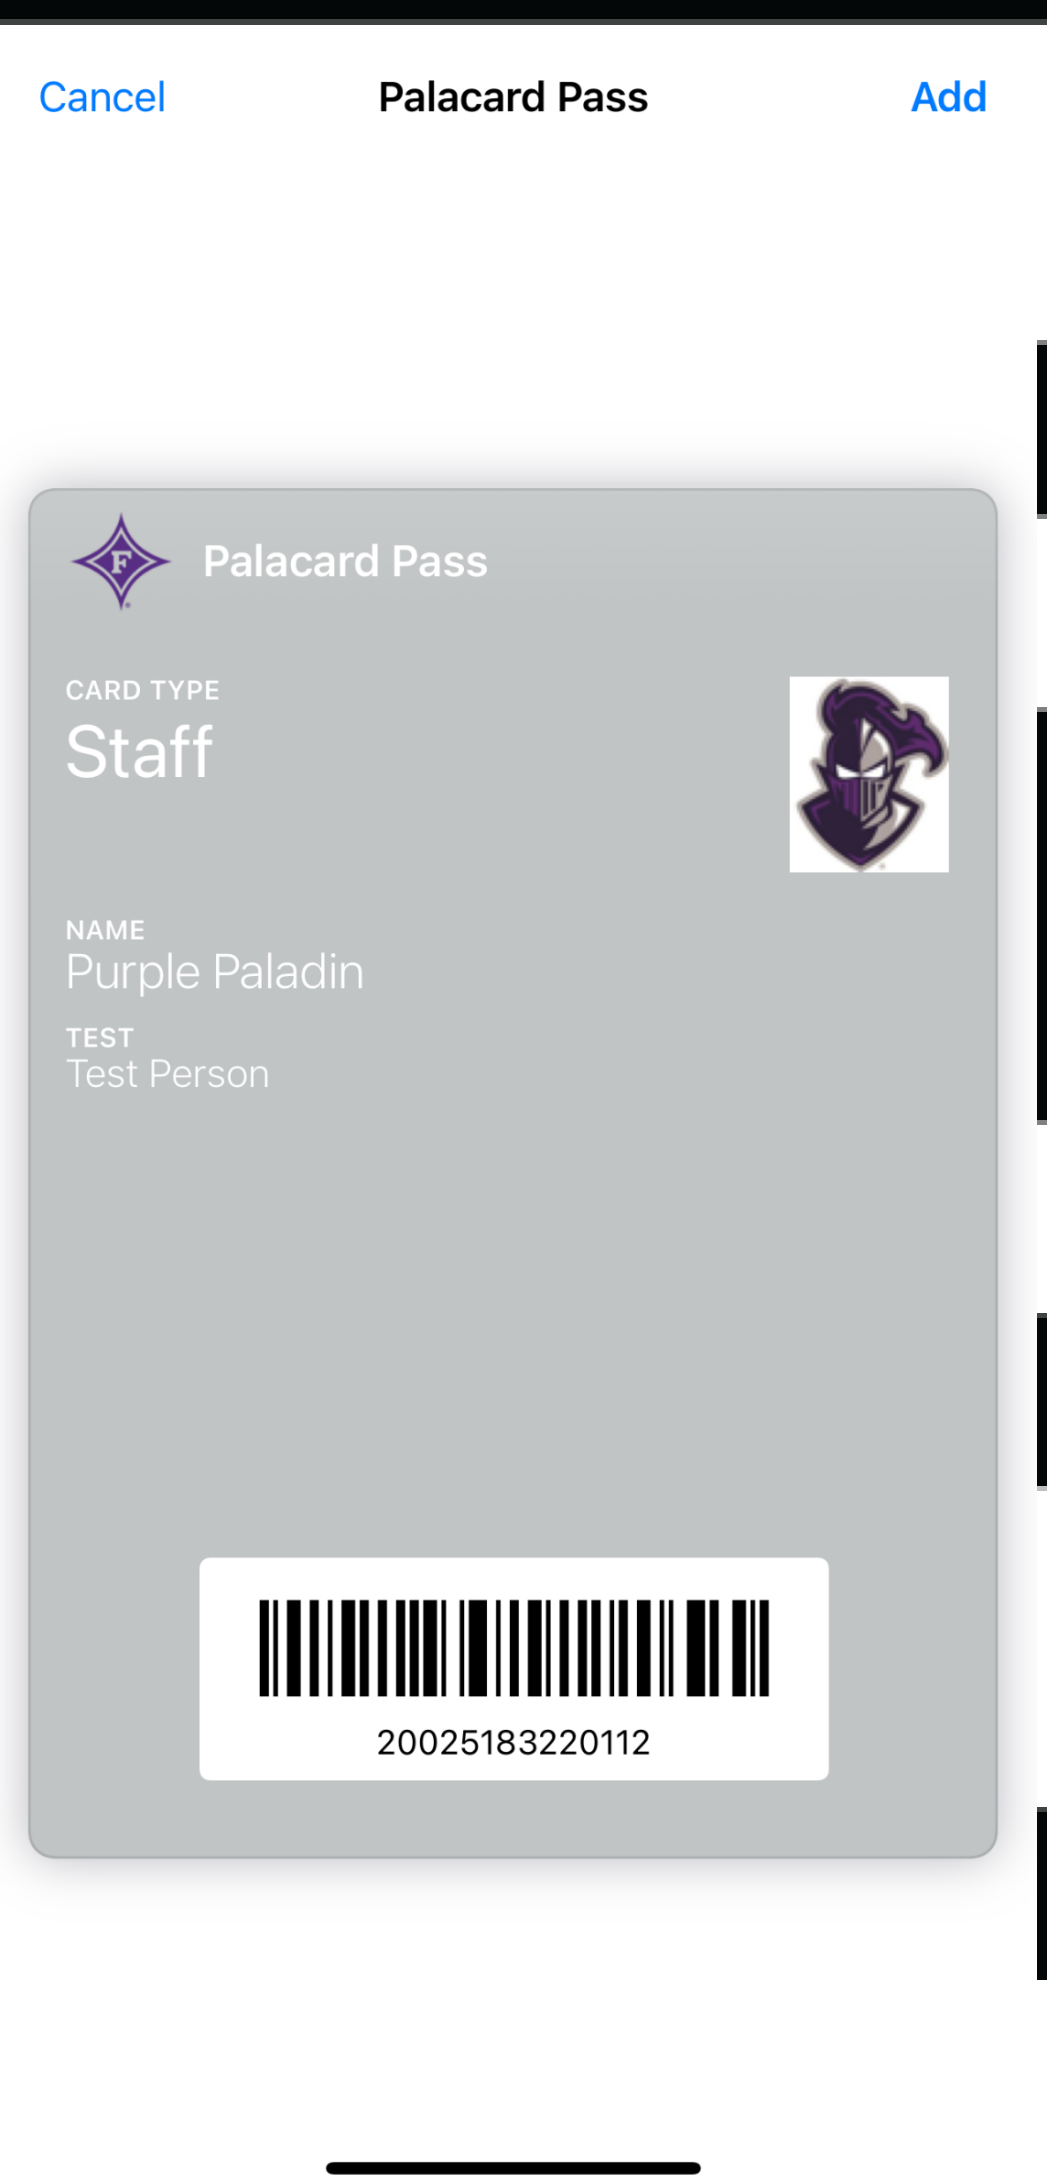 Cancel Palacard Pass Add
F Palacard Pass
CARD TYPE
Staff
NAME
Purple Paladin
TEST
Test Person
20025183220112